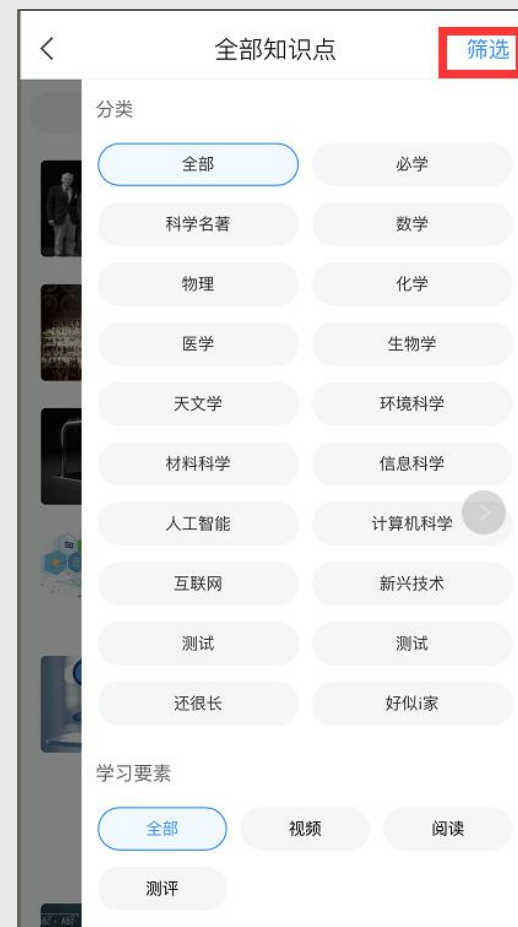 全部知识点 筛选
分类
全部 必学
科学名著 数学
物理 化学
医学 生物学
天文学 环境科学
材料科学 信息科学
人工智能 计算机科学
互联网 新兴技术
测试 测试
还很长 好似i家
学习要素
全部 视频 阅读
测评